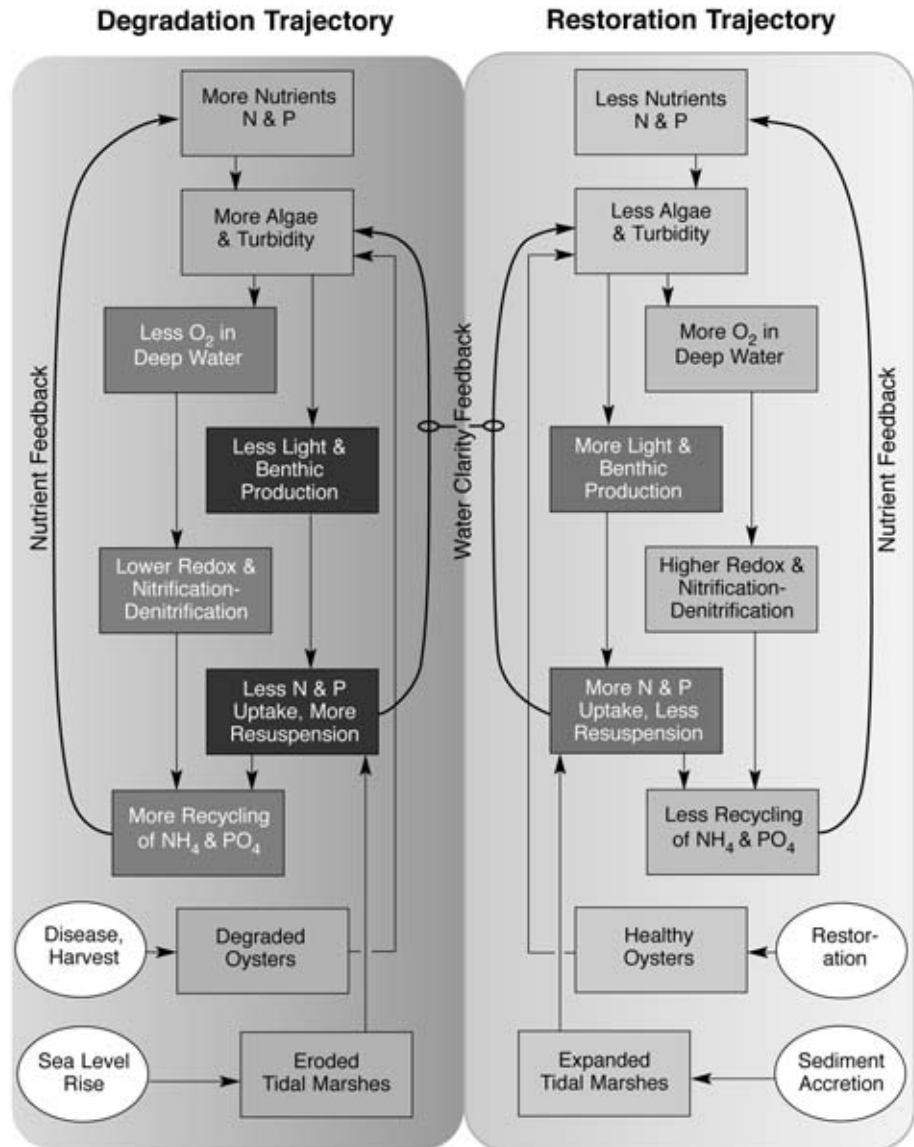 Degradation Trajectory
More Nutrients
N & P
More Algae
& Turbidity
Less O₂ in
Deep Water
Less Light &
Benthic
Production
Lower Redox &
Nitrification-
Denitrification
Less N & P
Uptake, More
Resuspension
More Recycling
of NH₄ & PO₄
Disease,
Harvest
Degraded
Oysters
Sea Level
Rise
Eroded
Tidal Marshes
Nutrient Feedback
Water Clarity Feedback
Restoration Trajectory
Less Nutrients
N & P
Less Algae
& Turbidity
More O₂ in
Deep Water
More Light &
Benthic
Production
Higher Redox &
Nitrification-
Denitrification
More N & P
Uptake, Less
Resuspension
Less Recycling
of NH₄ & PO₄
Healthy
Oysters
Restor-
ation
Expanded
Tidal Marshes
Sediment
Accretion
Nutrient Feedback